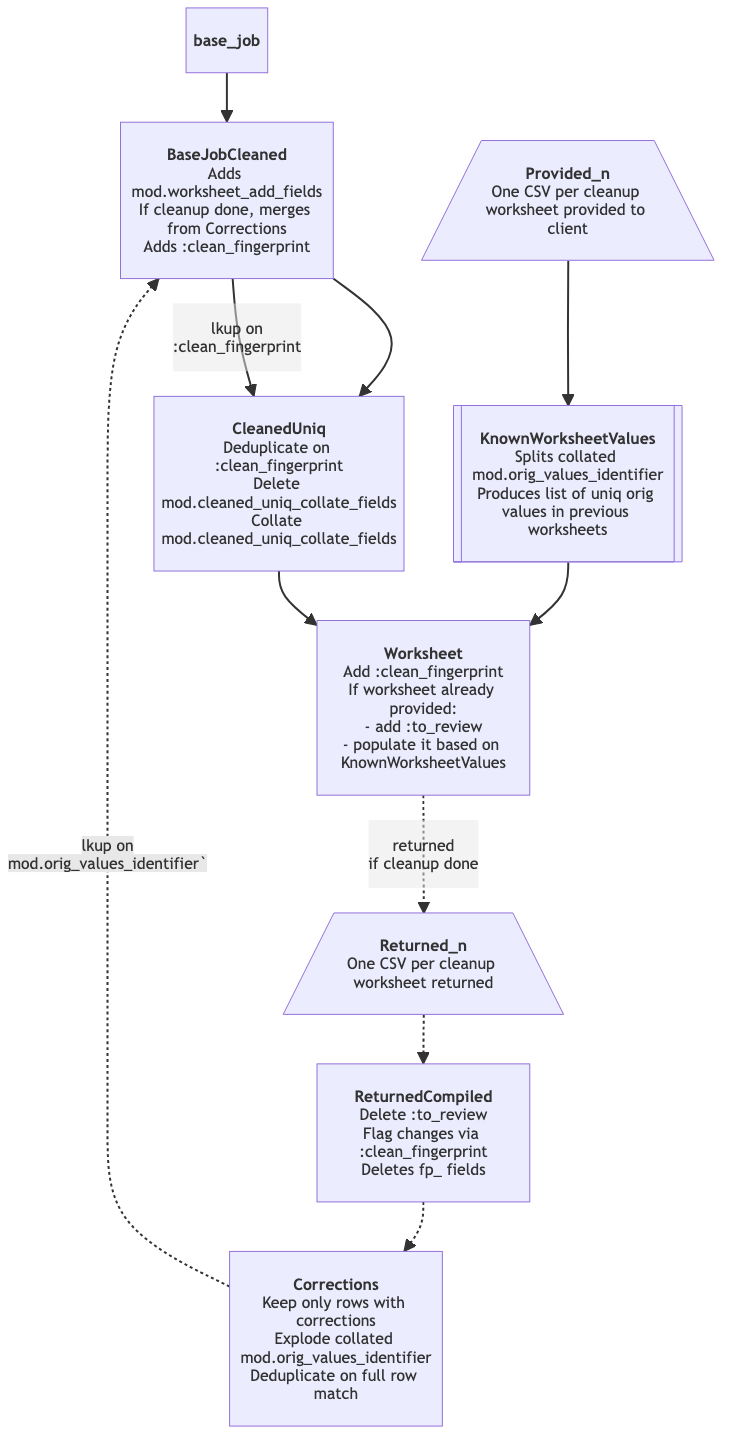 base_job
BaseJobCleaned
Adds
mod.worksheet_add_fields
If cleanup done, merges
from Corrections
Adds :clean_fingerprint
Provided_n
One CSV per cleanup
worksheet provided to
client
lkup on
:clean_fingerprint
CleanedUniq
Deduplicate on
:clean_fingerprint
Delete
mod.cleaned_uniq_collate_fields
Collate
mod.cleaned_uniq_collate_fields
KnownWorksheetValues
Splits collated
mod.orig_values_identifier
Produces list of uniq orig
values in previous
worksheets
Worksheet
Add :clean_fingerprint
If worksheet already
provided:
- add :to_review
- populate it based on
KnownWorksheetValues
lkup on
mod.orig_values_identifier`
returned
if cleanup done
Returned_n
One CSV per cleanup
worksheet returned
ReturnedCompiled
Delete :to_review
Flag changes via
:clean_fingerprint
Deletes fp_ fields
Corrections
Keep only rows with
corrections
Explode collated
mod.orig_values_identifier
Deduplicate on full row
match